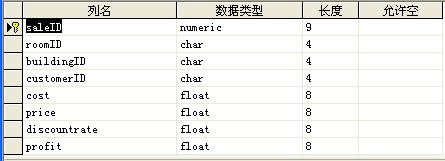 列名 数据类型 长度 允许空
saleID numeric 9
roomID char 4
buildingID char 4
customerID char 4
cost float 8
price float 8
discountrate float 8
profit float 8